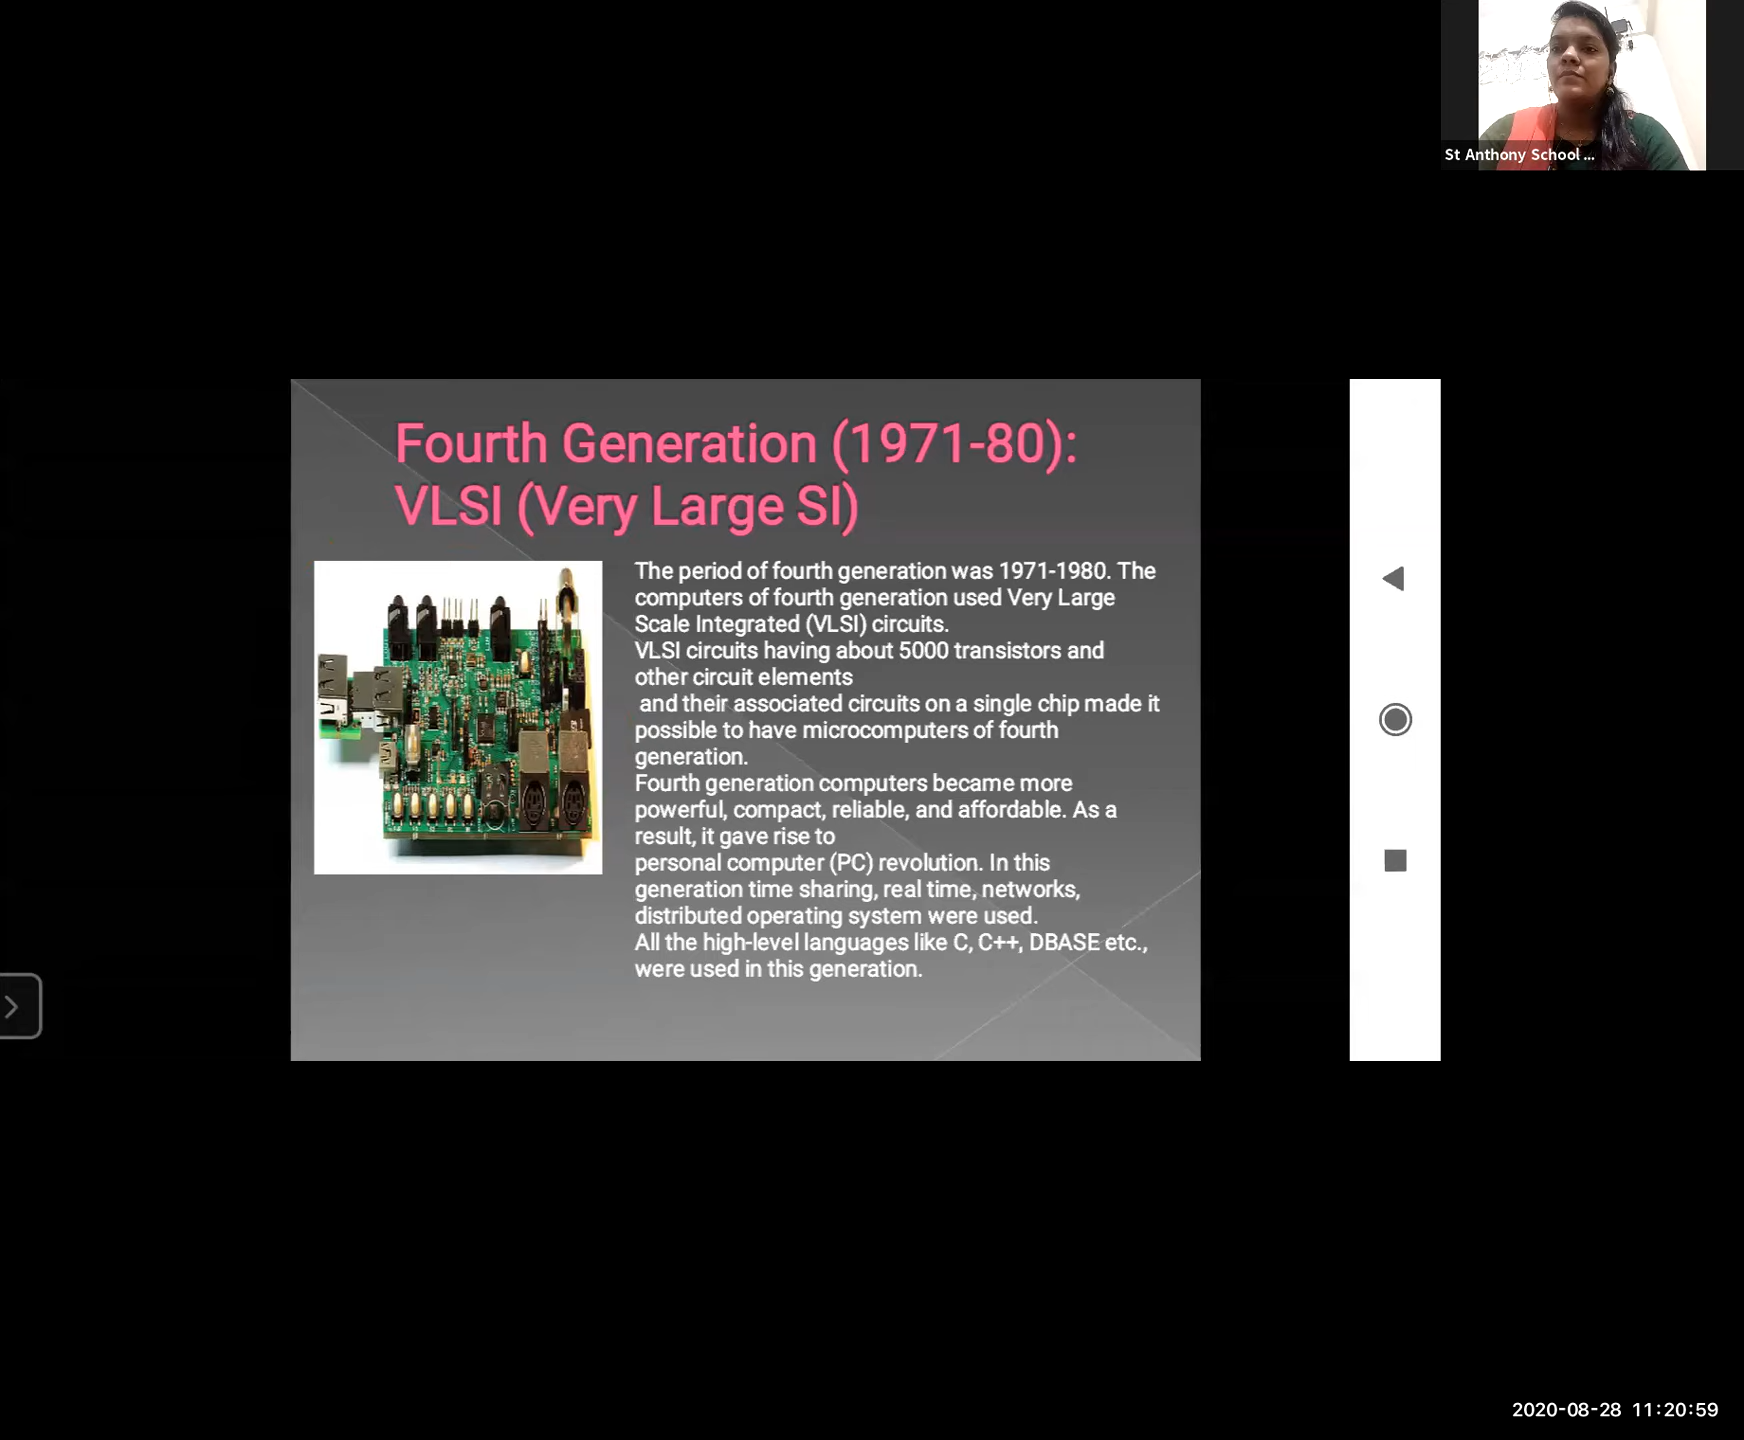 St Anthony School ...
Fourth Generation (1971-80):
VLSI (Very Large SI)
The period of fourth generation was 1971-1980. The
computers of fourth generation used Very Large
Scale Integrated (VLSI) circuits.
VLSI circuits having about 5000 transistors and
other circuit elements
and their associated circuits on a single chip made it
possible to have microcomputers of fourth
generation.
Fourth generation computers became more
powerful, compact, reliable, and affordable. As a
result, it gave rise to
personal computer (PC) revolution. In this
generation time sharing, real time, networks,
distributed operating system were used.
All the high-level languages like C, C++, DBASE etc.,
were used in this generation.
2020-08-28 11:20:59